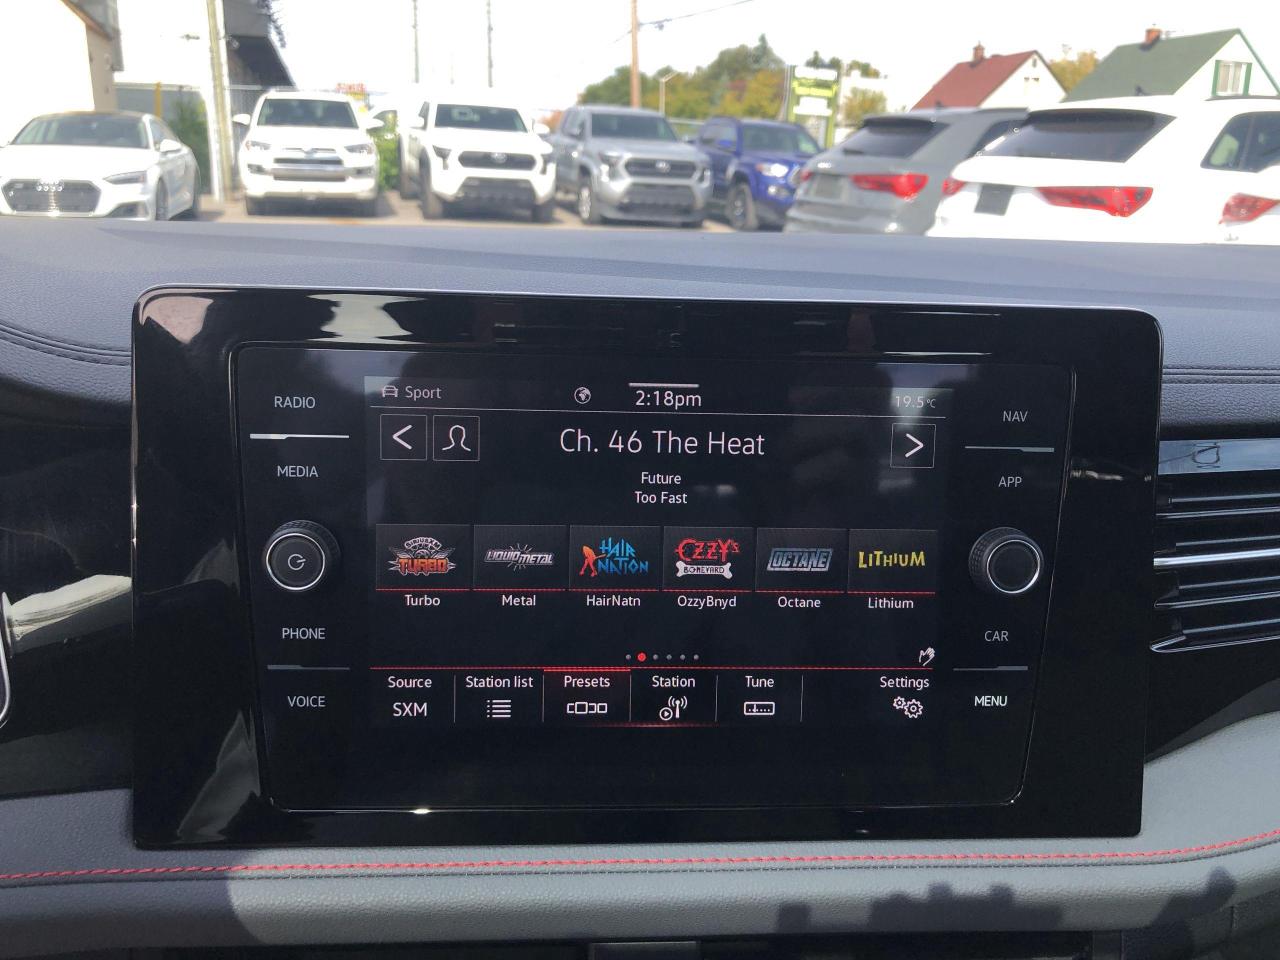 RADIO
MEDIA
PHONE
VOICE
Sport
2:18pm
19.5°C
Ch. 46 The Heat
Future
Too Fast
SIRIUSXM TURBO
LIQUID METAL
HAIR NATION
OZZY's BONEYARD
OCTANE
LITHIUM
Turbo
Metal
HairNatn
OzzyBnyd
Octane
Lithium
Source
SXM
Station list
Presets
Station
Tune
Settings
NAV
APP
CAR
MENU